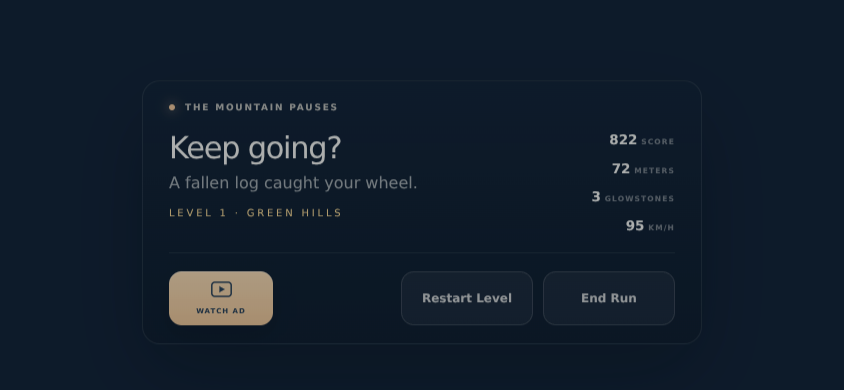 THE MOUNTAIN PAUSES
Keep going?
A fallen log caught your wheel.
LEVEL 1 · GREEN HILLS
822 SCORE
72 METERS
3 GLOWSTONES
95 KM/H
WATCH AD
Restart Level
End Run